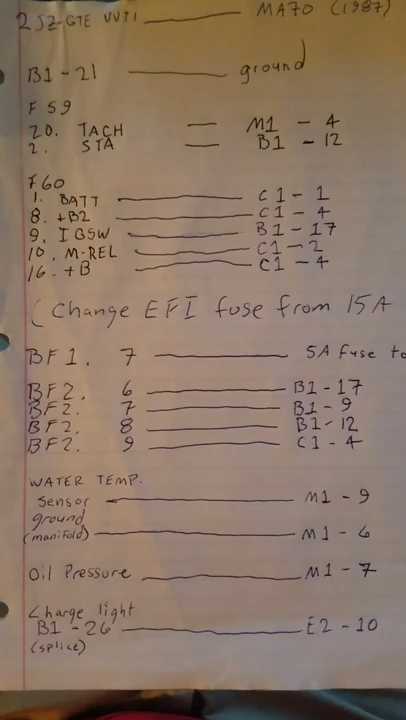 2JZ-GTE VVTi — MA70 (1987)
B1-21 — ground
F59
20. TACH — M1 - 4
2. STA — B1 - 12
F60
1. BATT — C1 - 1
8. +B2 — C1 - 4
9. IGSW — B1 - 17
10. M-REL — C1 - 2
16. +B — C1 - 4
(Change EFI fuse from 15A
BF1. 7 — 5A fuse to
BF2. 6 — B1-17
BF2. 7 — B1-9
BF2. 8 — B1-12
BF2. 9 — C1-4
WATER TEMP.
Sensor — M1-9
ground
(manifold) — M1-6
Oil Pressure — M1-7
Charge light
B1-26 — E2-10
(splice)